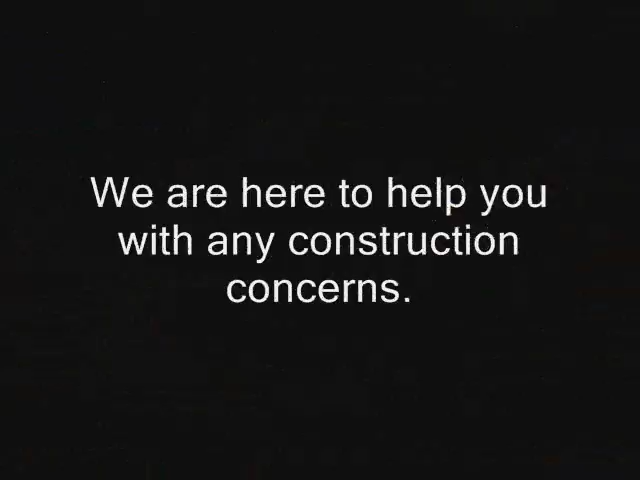 We are here to help you
with any construction
concerns.